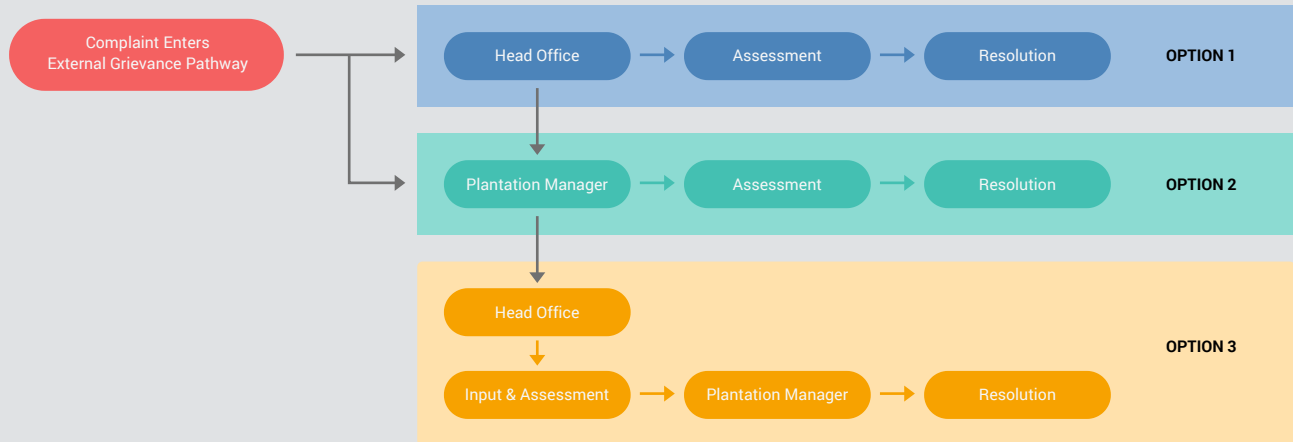 Complaint Enters
External Grievance Pathway
Head Office
Assessment
Resolution
OPTION 1
Plantation Manager
Assessment
Resolution
OPTION 2
Head Office
OPTION 3
Input & Assessment
Plantation Manager
Resolution